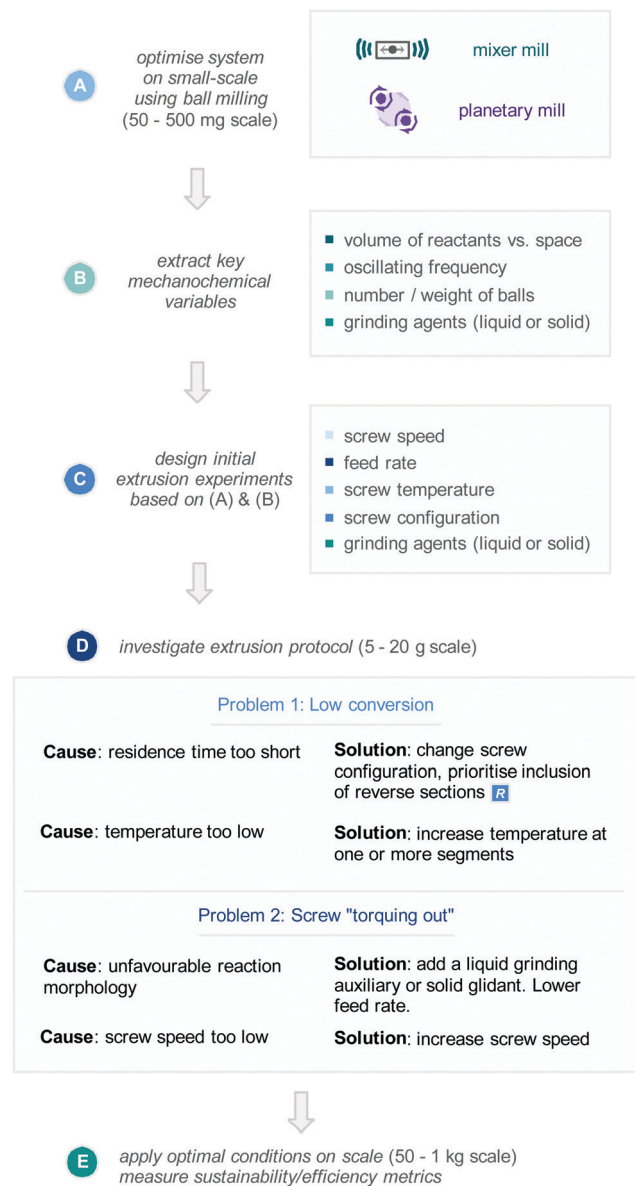 A
optimise system
on small-scale
using ball milling
(50 - 500 mg scale)
mixer mill
planetary mill
B
extract key
mechanochemical
variables
volume of reactants vs. space
oscillating frequency
number / weight of balls
grinding agents (liquid or solid)
C
design initial
extrusion experiments
based on (A) & (B)
screw speed
feed rate
screw temperature
screw configuration
grinding agents (liquid or solid)
D
investigate extrusion protocol (5 - 20 g scale)
Problem 1: Low conversion
Cause: residence time too short
Solution: change screw
configuration, prioritise inclusion
of reverse sections R
Cause: temperature too low
Solution: increase temperature at
one or more segments
Problem 2: Screw "torquing out"
Cause: unfavourable reaction
morphology
Solution: add a liquid grinding
auxiliary or solid glidant. Lower
feed rate.
Cause: screw speed too low
Solution: increase screw speed
E
apply optimal conditions on scale (50 - 1 kg scale)
measure sustainability/efficiency metrics